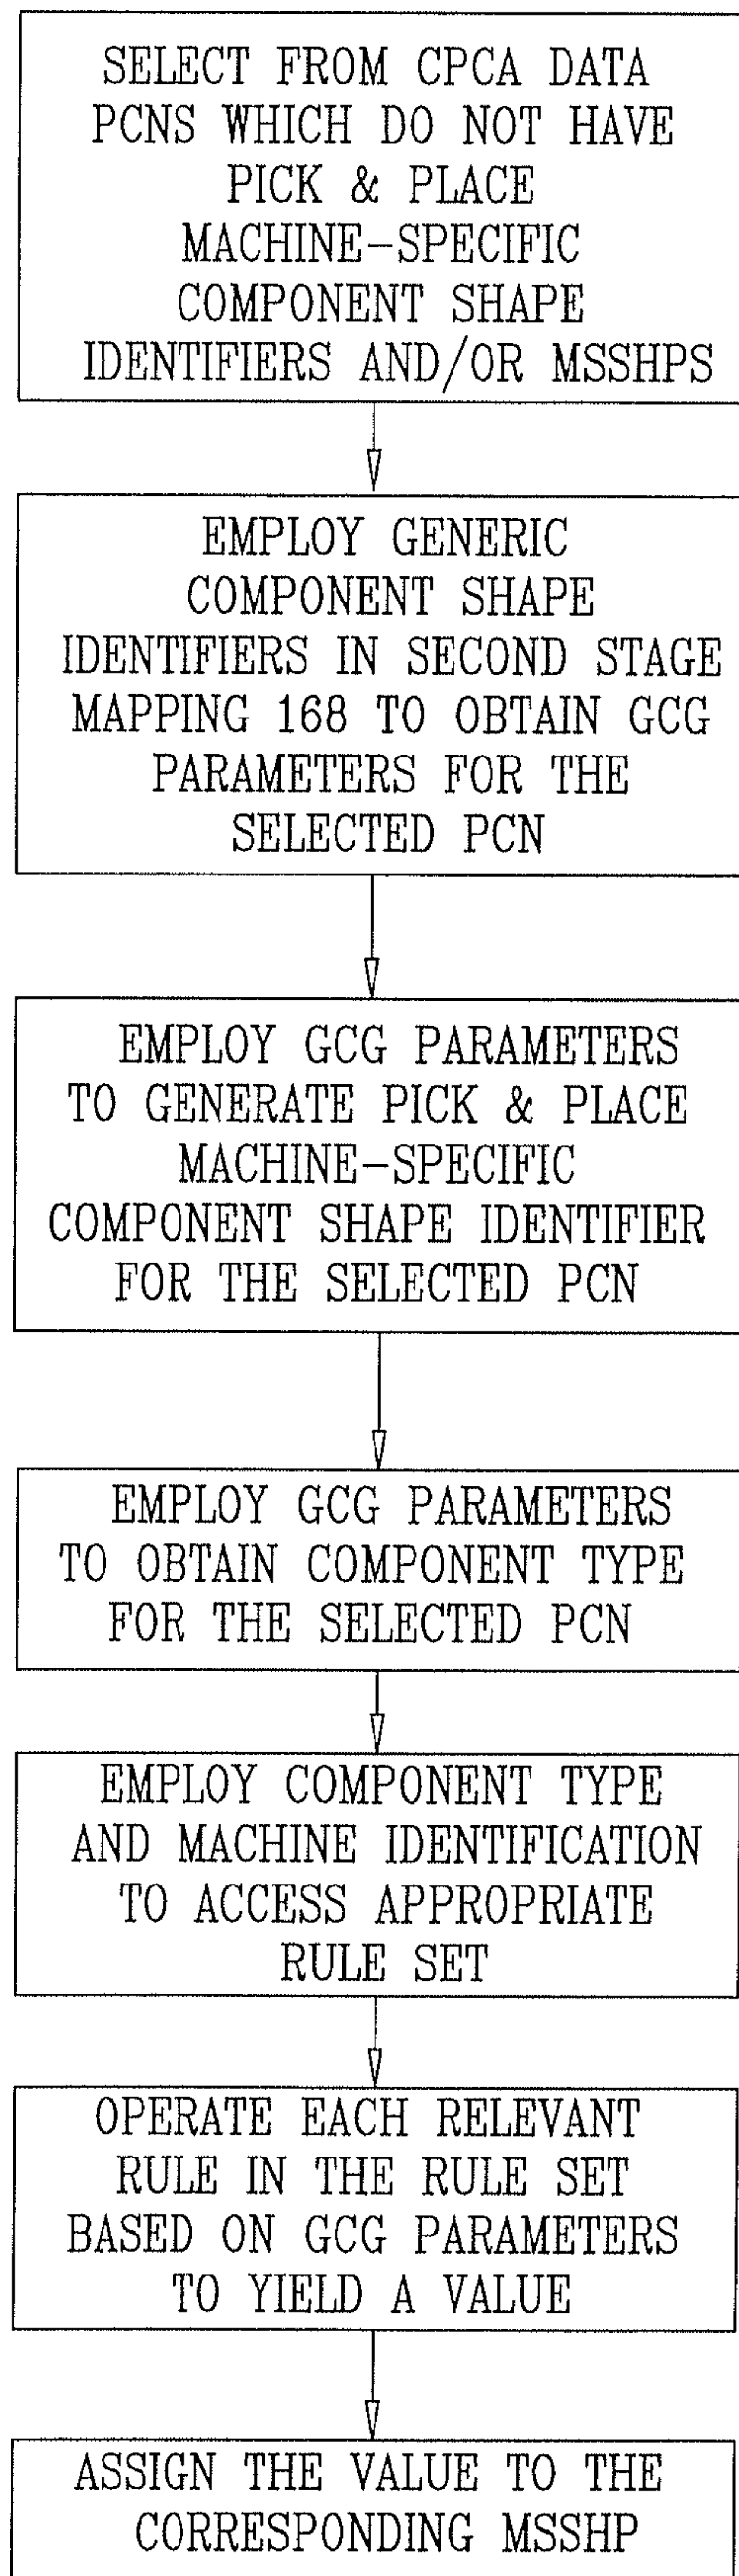 SELECT FROM CPCA DATA
PCNS WHICH DO NOT HAVE
PICK & PLACE
MACHINE-SPECIFIC
COMPONENT SHAPE
IDENTIFIERS AND/OR MSSHPS
EMPLOY GENERIC
COMPONENT SHAPE
IDENTIFIERS IN SECOND STAGE
MAPPING 168 TO OBTAIN GCG
PARAMETERS FOR THE
SELECTED PCN
EMPLOY GCG PARAMETERS
TO GENERATE PICK & PLACE
MACHINE-SPECIFIC
COMPONENT SHAPE IDENTIFIER
FOR THE SELECTED PCN
EMPLOY GCG PARAMETERS
TO OBTAIN COMPONENT TYPE
FOR THE SELECTED PCN
EMPLOY COMPONENT TYPE
AND MACHINE IDENTIFICATION
TO ACCESS APPROPRIATE
RULE SET
OPERATE EACH RELEVANT
RULE IN THE RULE SET
BASED ON GCG PARAMETERS
TO YIELD A VALUE
ASSIGN THE VALUE TO THE
CORRESPONDING MSSHP